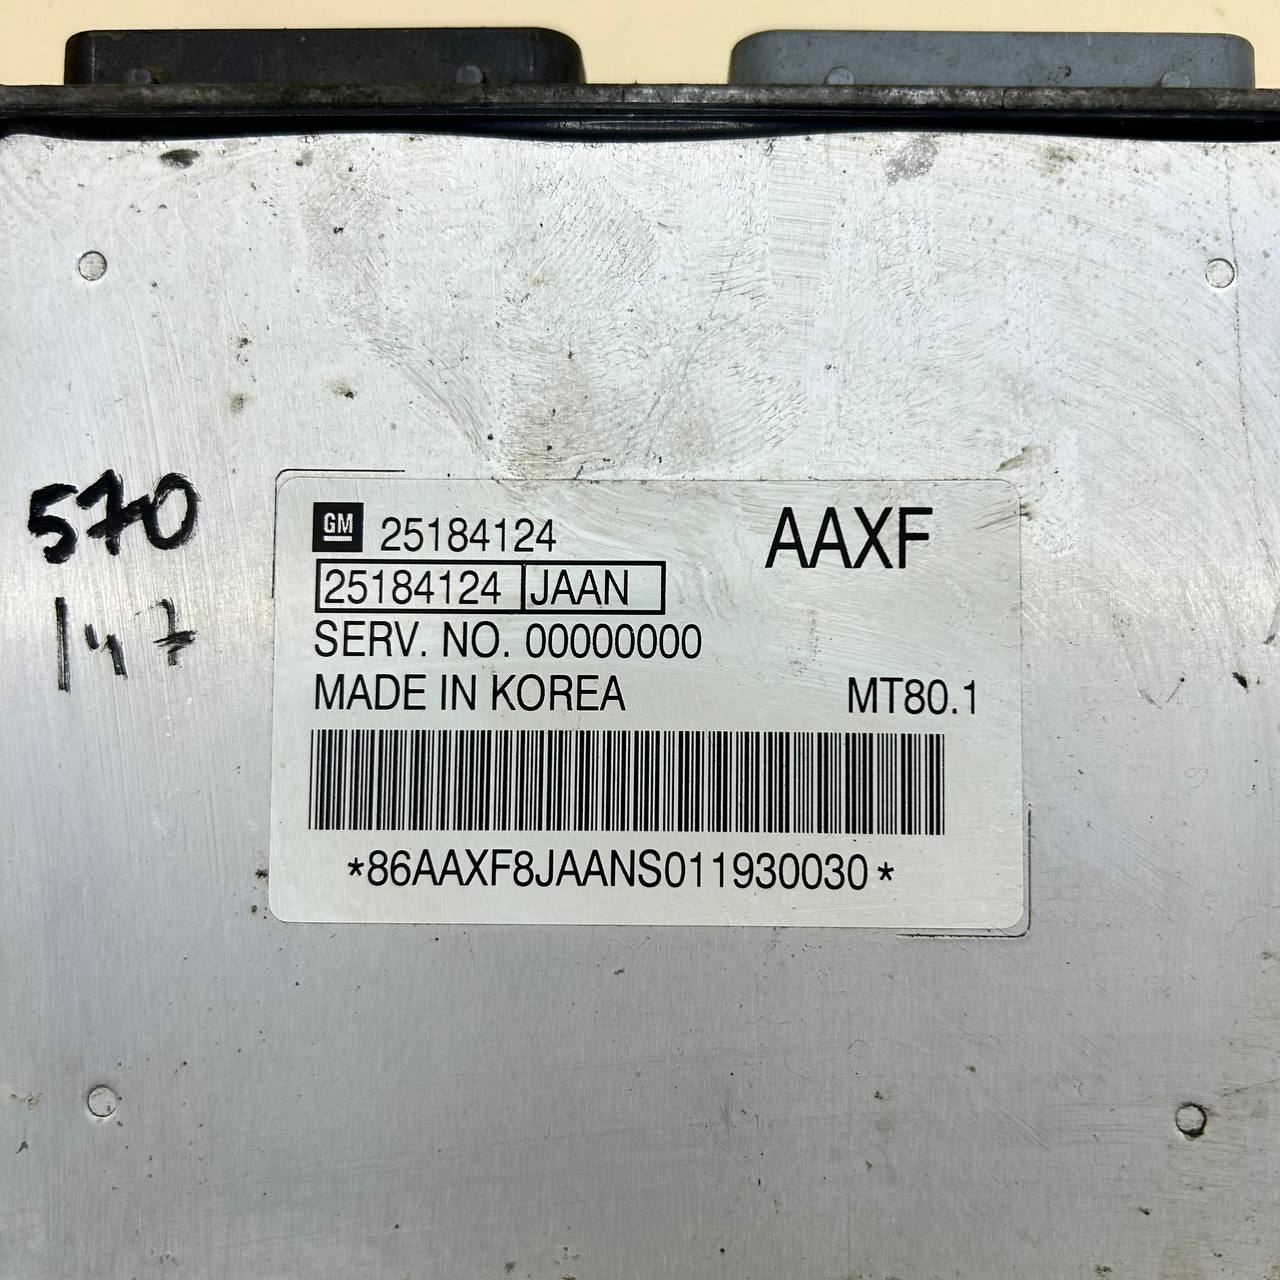 570
147
GM 25184124 AAXF
25184124 JAAN
SERV. NO. 00000000
MADE IN KOREA MT80.1
*86AAXF8JAANS011930030*